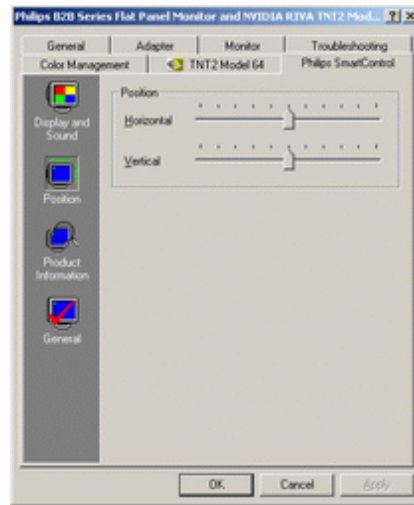 Philips B2B Series Flat Panel Monitor and NVIDIA RIVA TNT2 Mod...
General
Adapter
Monitor
Troubleshooting
Color Management
TNT2 Model 64
Philips SmartControl
Display and
Sound
Position
Product
Information
General
Position
Horizontal
Vertical
OK
Cancel
Apply